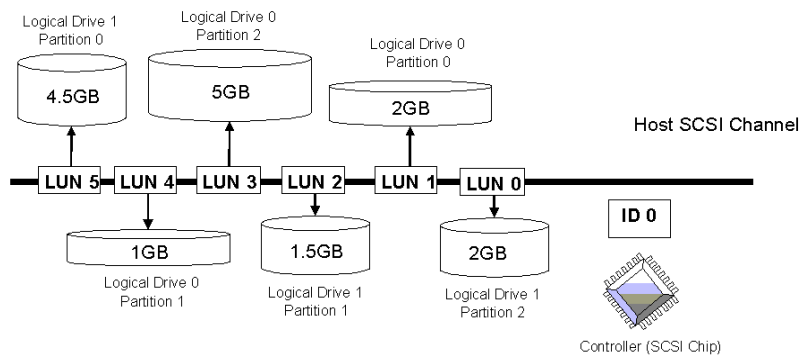 Logical Drive 1
Partition 0
4.5GB
Logical Drive 0
Partition 2
5GB
Logical Drive 0
Partition 0
2GB
Host SCSI Channel
LUN 5
LUN 4
LUN 3
LUN 2
LUN 1
LUN 0
ID 0
1GB
Logical Drive 0
Partition 1
1.5GB
Logical Drive 1
Partition 1
2GB
Logical Drive 1
Partition 2
Controller (SCSI Chip)